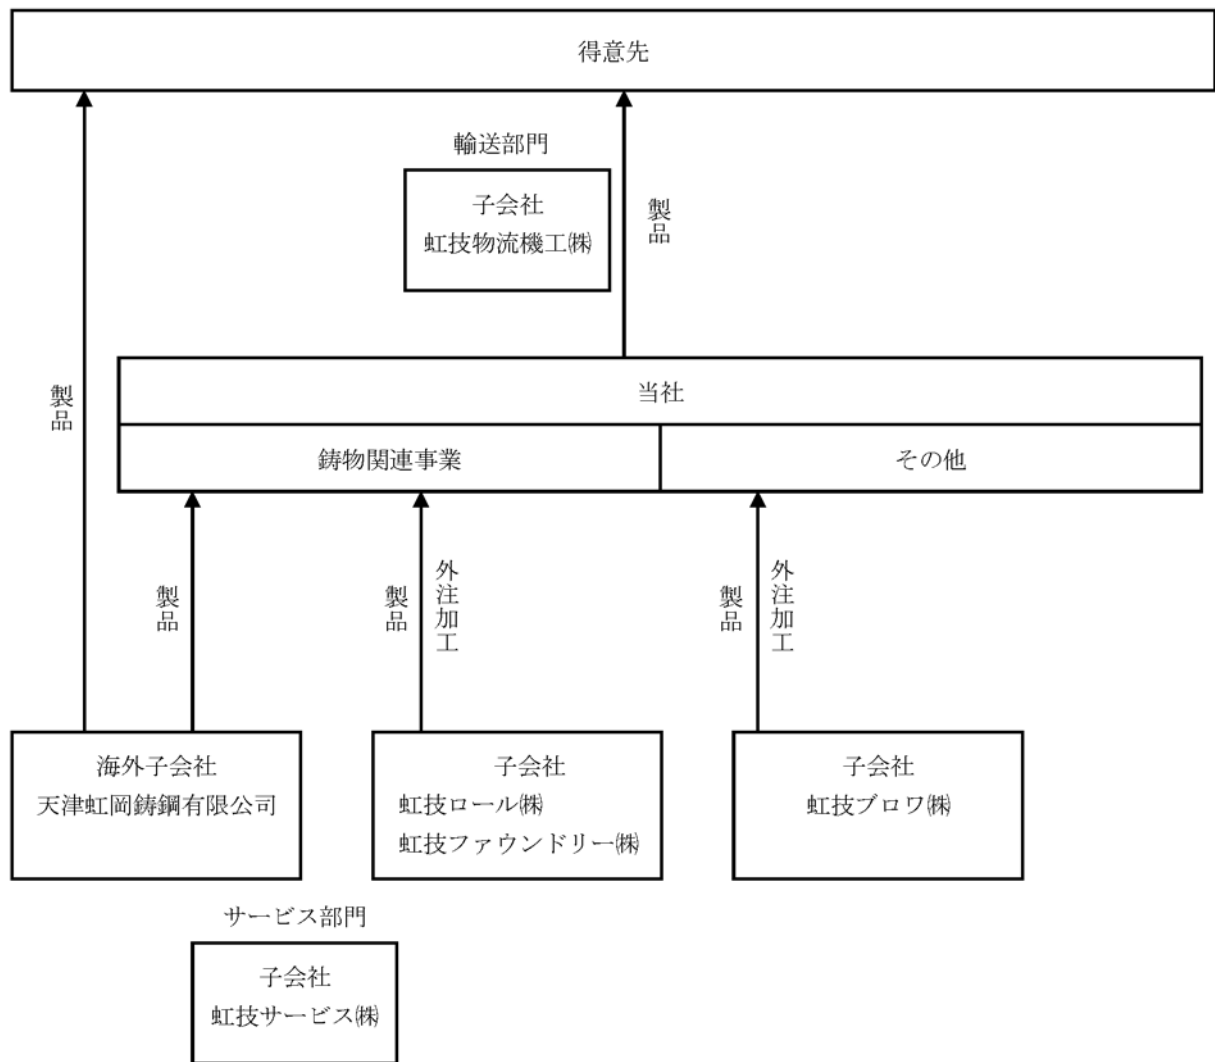 得意先
輸送部門
子会社
虹技物流機工㈱
製品
当社
製品
鋳物関連事業
その他
製品
製品
外注加工
製品
外注加工
海外子会社
天津虹岡鋳鋼有限公司
子会社
虹技ロール㈱
虹技ファウンドリー㈱
子会社
虹技ブロワ㈱
サービス部門
子会社
虹技サービス㈱